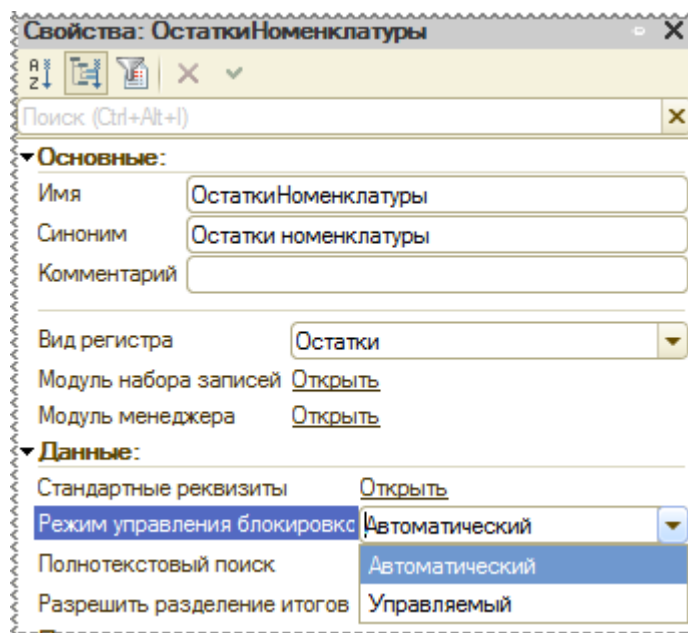 Свойства: ОстаткиНоменклатуры
Поиск (Ctrl+Alt+I)
Основные:
Имя ОстаткиНоменклатуры
Синоним Остатки номенклатуры
Комментарий
Вид регистра Остатки
Модуль набора записей Открыть
Модуль менеджера Открыть
Данные:
Стандартные реквизиты Открыть
Режим управления блокировко Автоматический
Полнотекстовый поиск Автоматический
Разрешить разделение итогов Управляемый